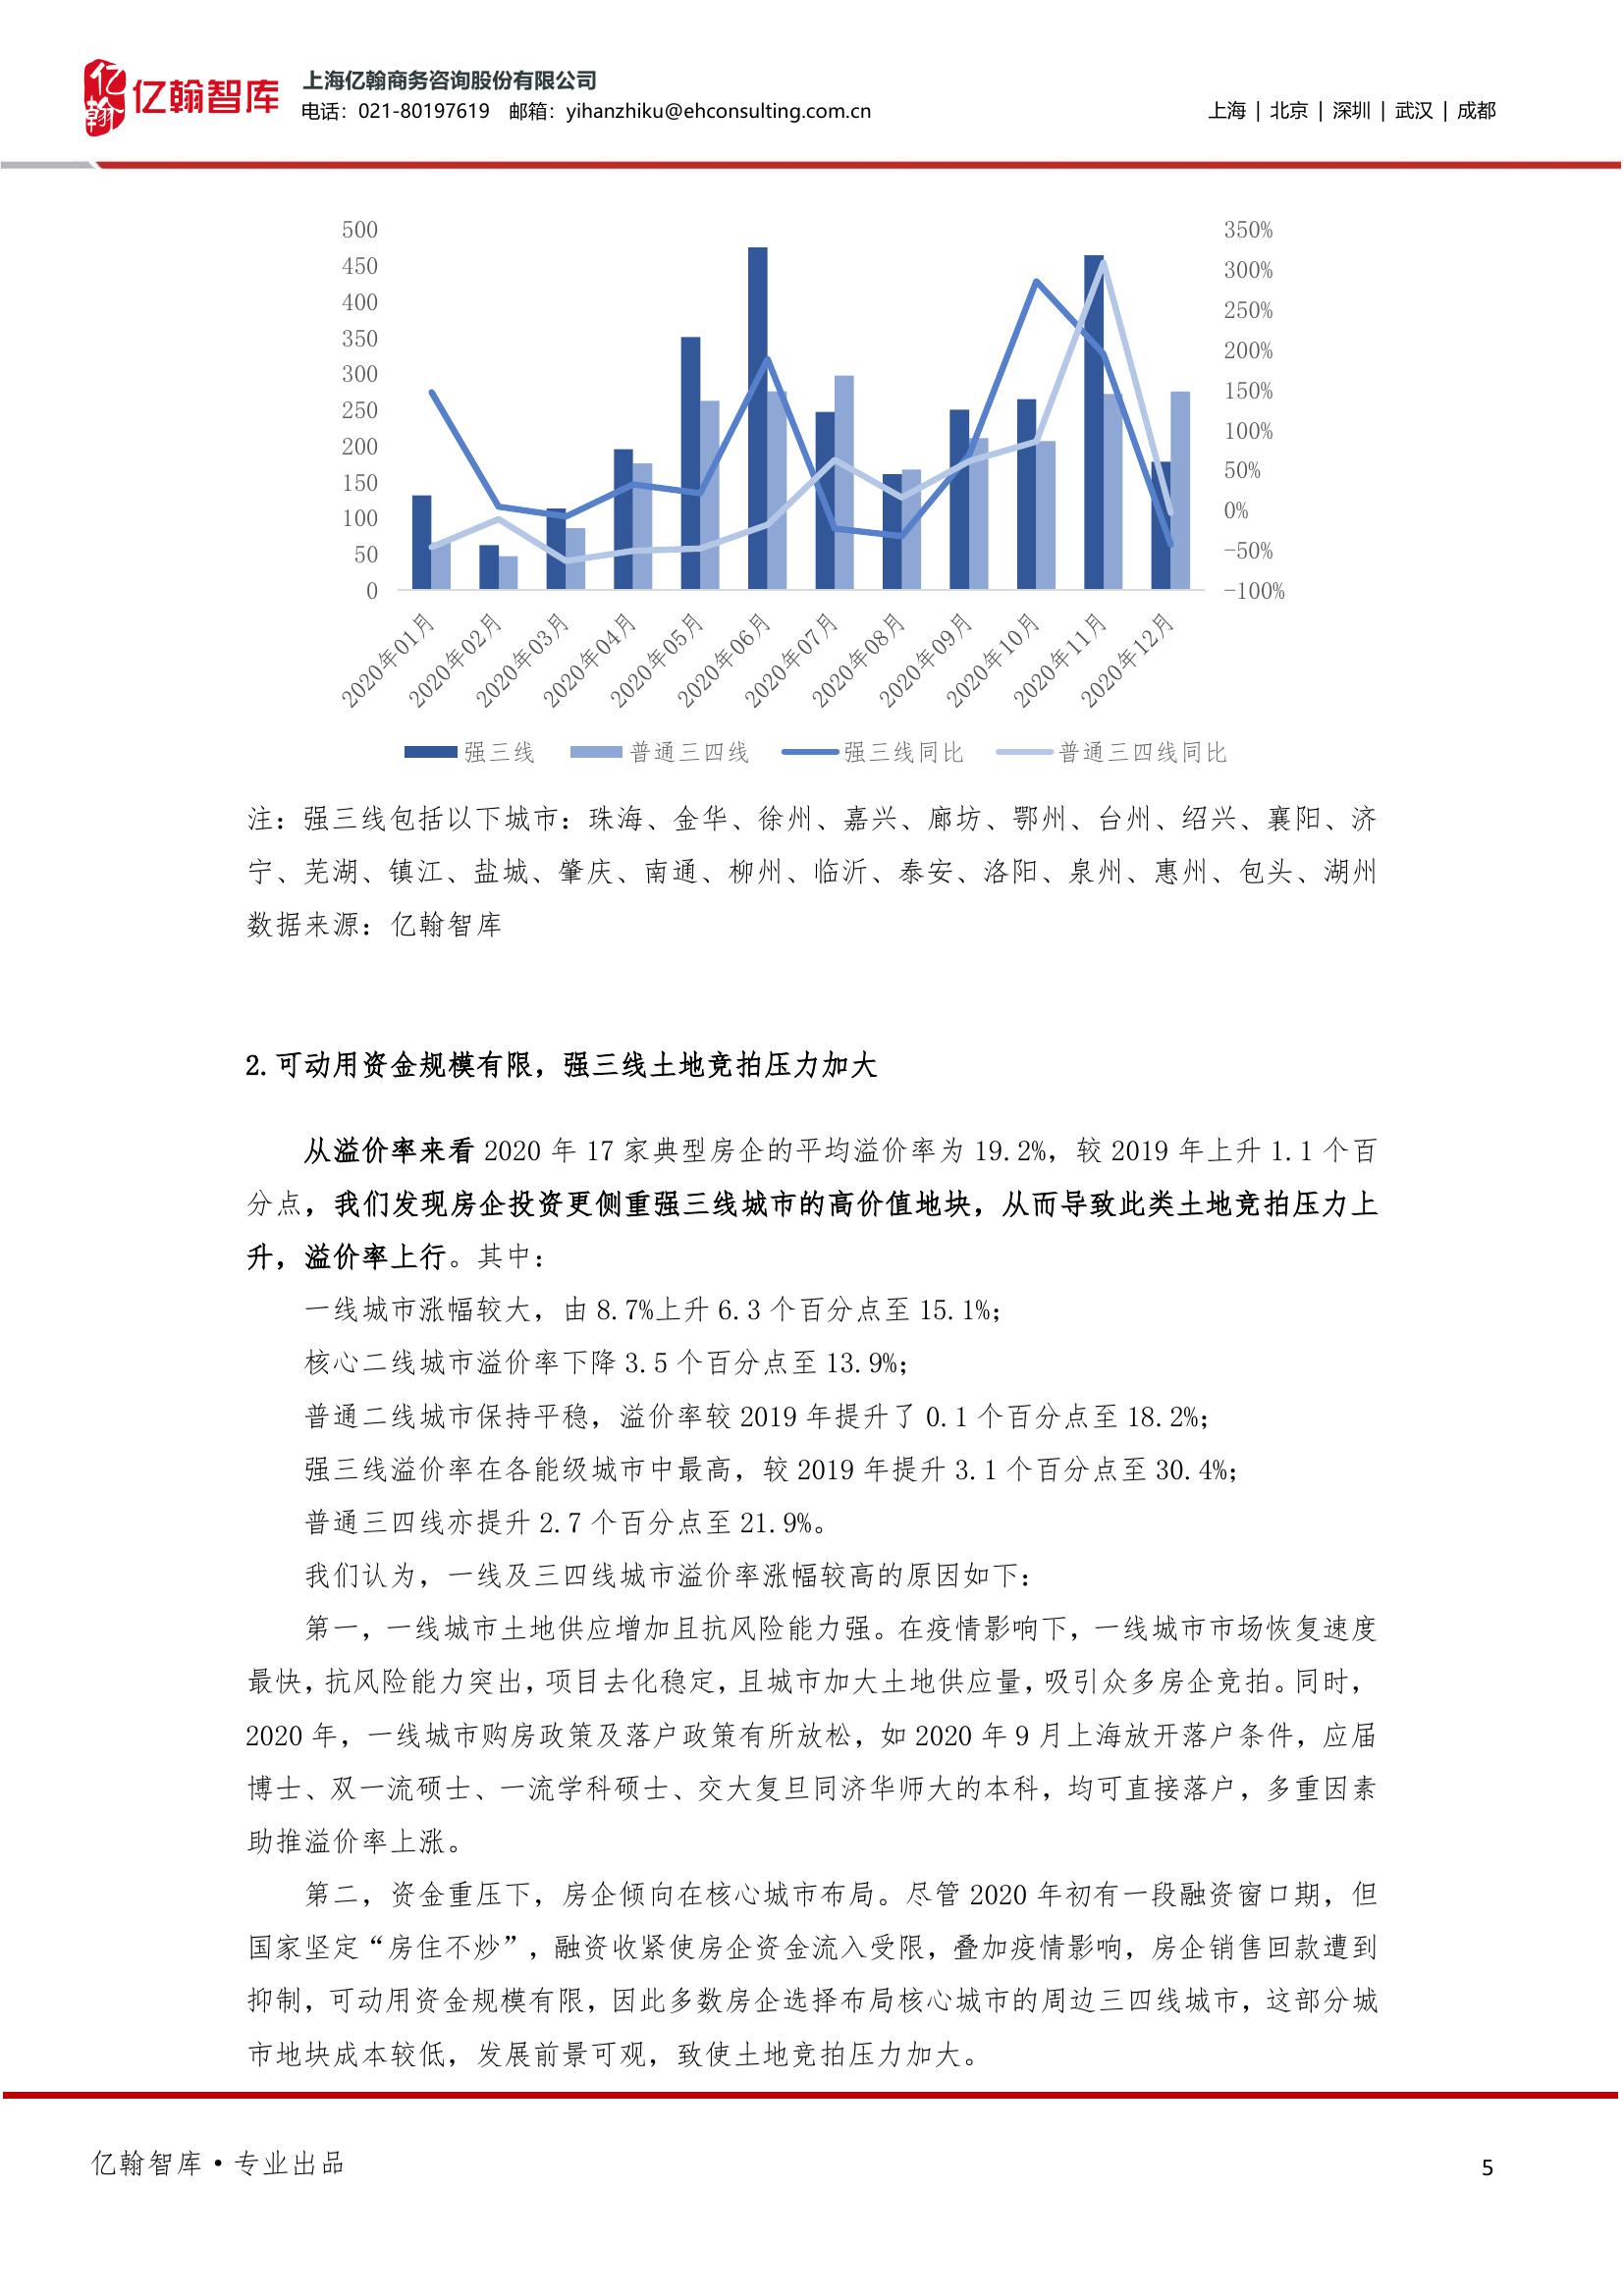 亿翰
亿翰智库
上海亿翰商务咨询股份有限公司
电话：021-80197619 邮箱：yihanzhiku@ehconsulting.com.cn
上海 | 北京 | 深圳 | 武汉 | 成都
500
450
400
350
300
250
200
150
100
50
0
350%
300%
250%
200%
150%
100%
50%
0%
-50%
-100%
2020年01月
2020年02月
2020年03月
2020年04月
2020年05月
2020年06月
2020年07月
2020年08月
2020年09月
2020年10月
2020年11月
2020年12月
强三线 普通三四线 强三线同比 普通三四线同比
注：强三线包括以下城市：珠海、金华、徐州、嘉兴、廊坊、鄂州、台州、绍兴、襄阳、济
宁、芜湖、镇江、盐城、肇庆、南通、柳州、临沂、泰安、洛阳、泉州、惠州、包头、湖州
数据来源：亿翰智库
2.可动用资金规模有限，强三线土地竞拍压力加大
从溢价率来看 2020 年 17 家典型房企的平均溢价率为 19.2%，较 2019 年上升 1.1 个百
分点，我们发现房企投资更侧重强三线城市的高价值地块，从而导致此类土地竞拍压力上
升，溢价率上行。其中：
一线城市涨幅较大，由 8.7%上升 6.3 个百分点至 15.1%；
核心二线城市溢价率下降 3.5 个百分点至 13.9%；
普通二线城市保持平稳，溢价率较 2019 年提升了 0.1 个百分点至 18.2%；
强三线溢价率在各能级城市中最高，较 2019 年提升 3.1 个百分点至 30.4%；
普通三四线亦提升 2.7 个百分点至 21.9%。
我们认为，一线及三四线城市溢价率涨幅较高的原因如下：
第一，一线城市土地供应增加且抗风险能力强。在疫情影响下，一线城市市场恢复速度
最快，抗风险能力突出，项目去化稳定，且城市加大土地供应量，吸引众多房企竞拍。同时，
2020 年，一线城市购房政策及落户政策有所放松，如 2020 年 9 月上海放开落户条件，应届
博士、双一流硕士、一流学科硕士、交大复旦同济华师大的本科，均可直接落户，多重因素
助推溢价率上涨。
第二，资金重压下，房企倾向在核心城市布局。尽管 2020 年初有一段融资窗口期，但
国家坚定“房住不炒”，融资收紧使房企资金流入受限，叠加疫情影响，房企销售回款遭到
抑制，可动用资金规模有限，因此多数房企选择布局核心城市的周边三四线城市，这部分城
市地块成本较低，发展前景可观，致使土地竞拍压力加大。
亿翰智库•专业出品
5